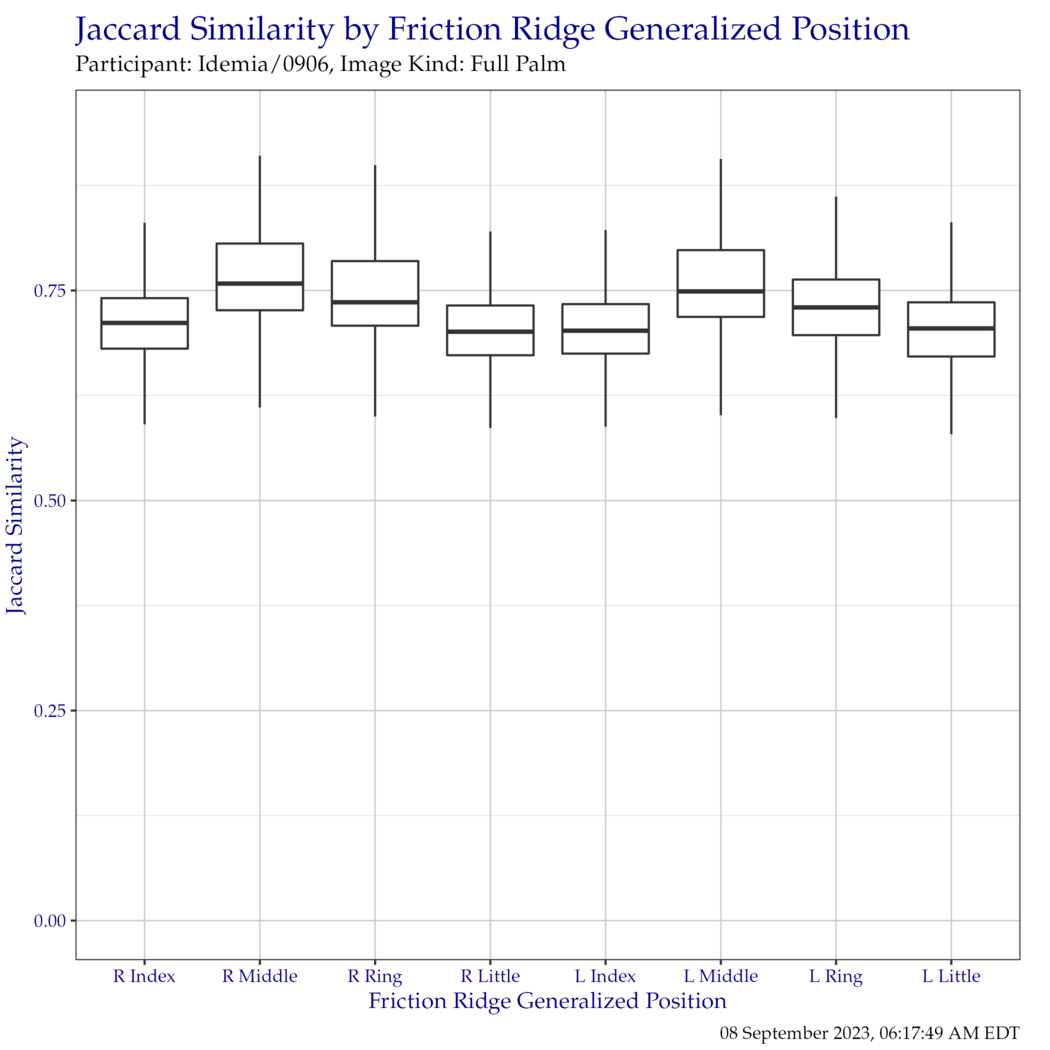 Jaccard Similarity by Friction Ridge Generalized Position
Participant: Idemia/0906, Image Kind: Full Palm
Jaccard Similarity
0.75
0.50
0.25
0.00
R Index R Middle R Ring R Little L Index L Middle L Ring L Little
Friction Ridge Generalized Position
08 September 2023, 06:17:49 AM EDT